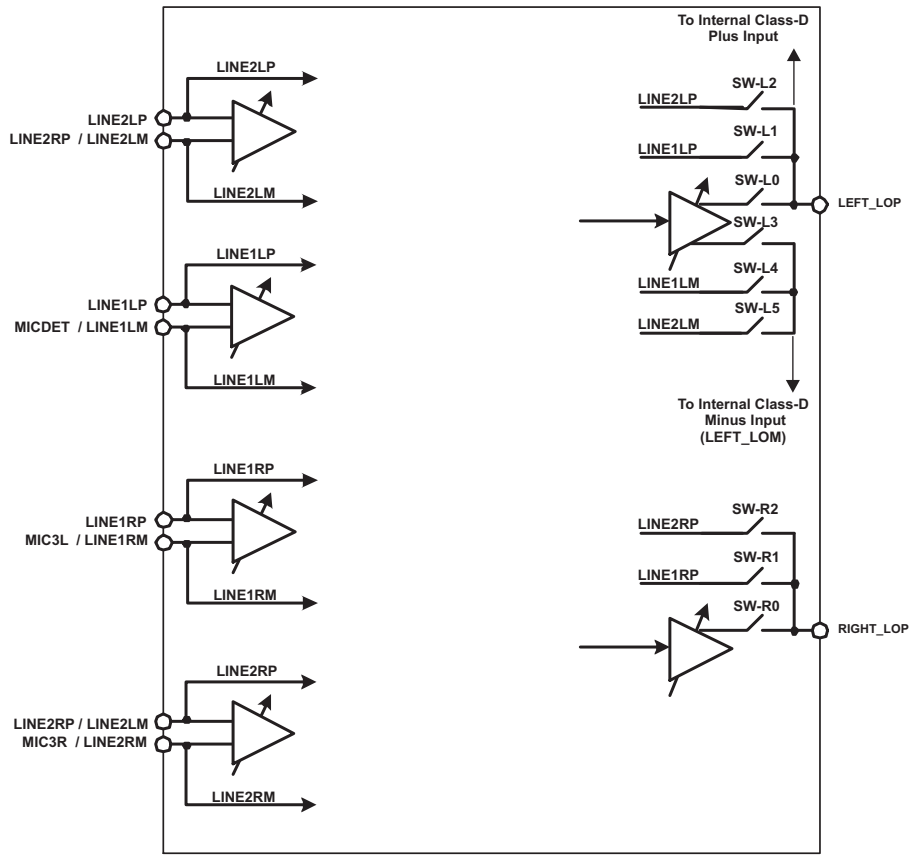 LINE2LP
LINE2LP
LINE2RP / LINE2LM
LINE2LM
LINE1LP
LINE1LP
MICDET / LINE1LM
LINE1LM
LINE1RP
LINE1RP
MIC3L / LINE1RM
LINE1RM
LINE2RP
LINE2RP / LINE2LM
MIC3R / LINE2RM
LINE2RM
To Internal Class-D
Plus Input
SW-L2
LINE2LP
SW-L1
LINE1LP
SW-L0
LEFT_LOP
SW-L3
SW-L4
LINE1LM
SW-L5
LINE2LM
To Internal Class-D
Minus Input
(LEFT_LOM)
SW-R2
LINE2RP
SW-R1
LINE1RP
SW-R0
RIGHT_LOP